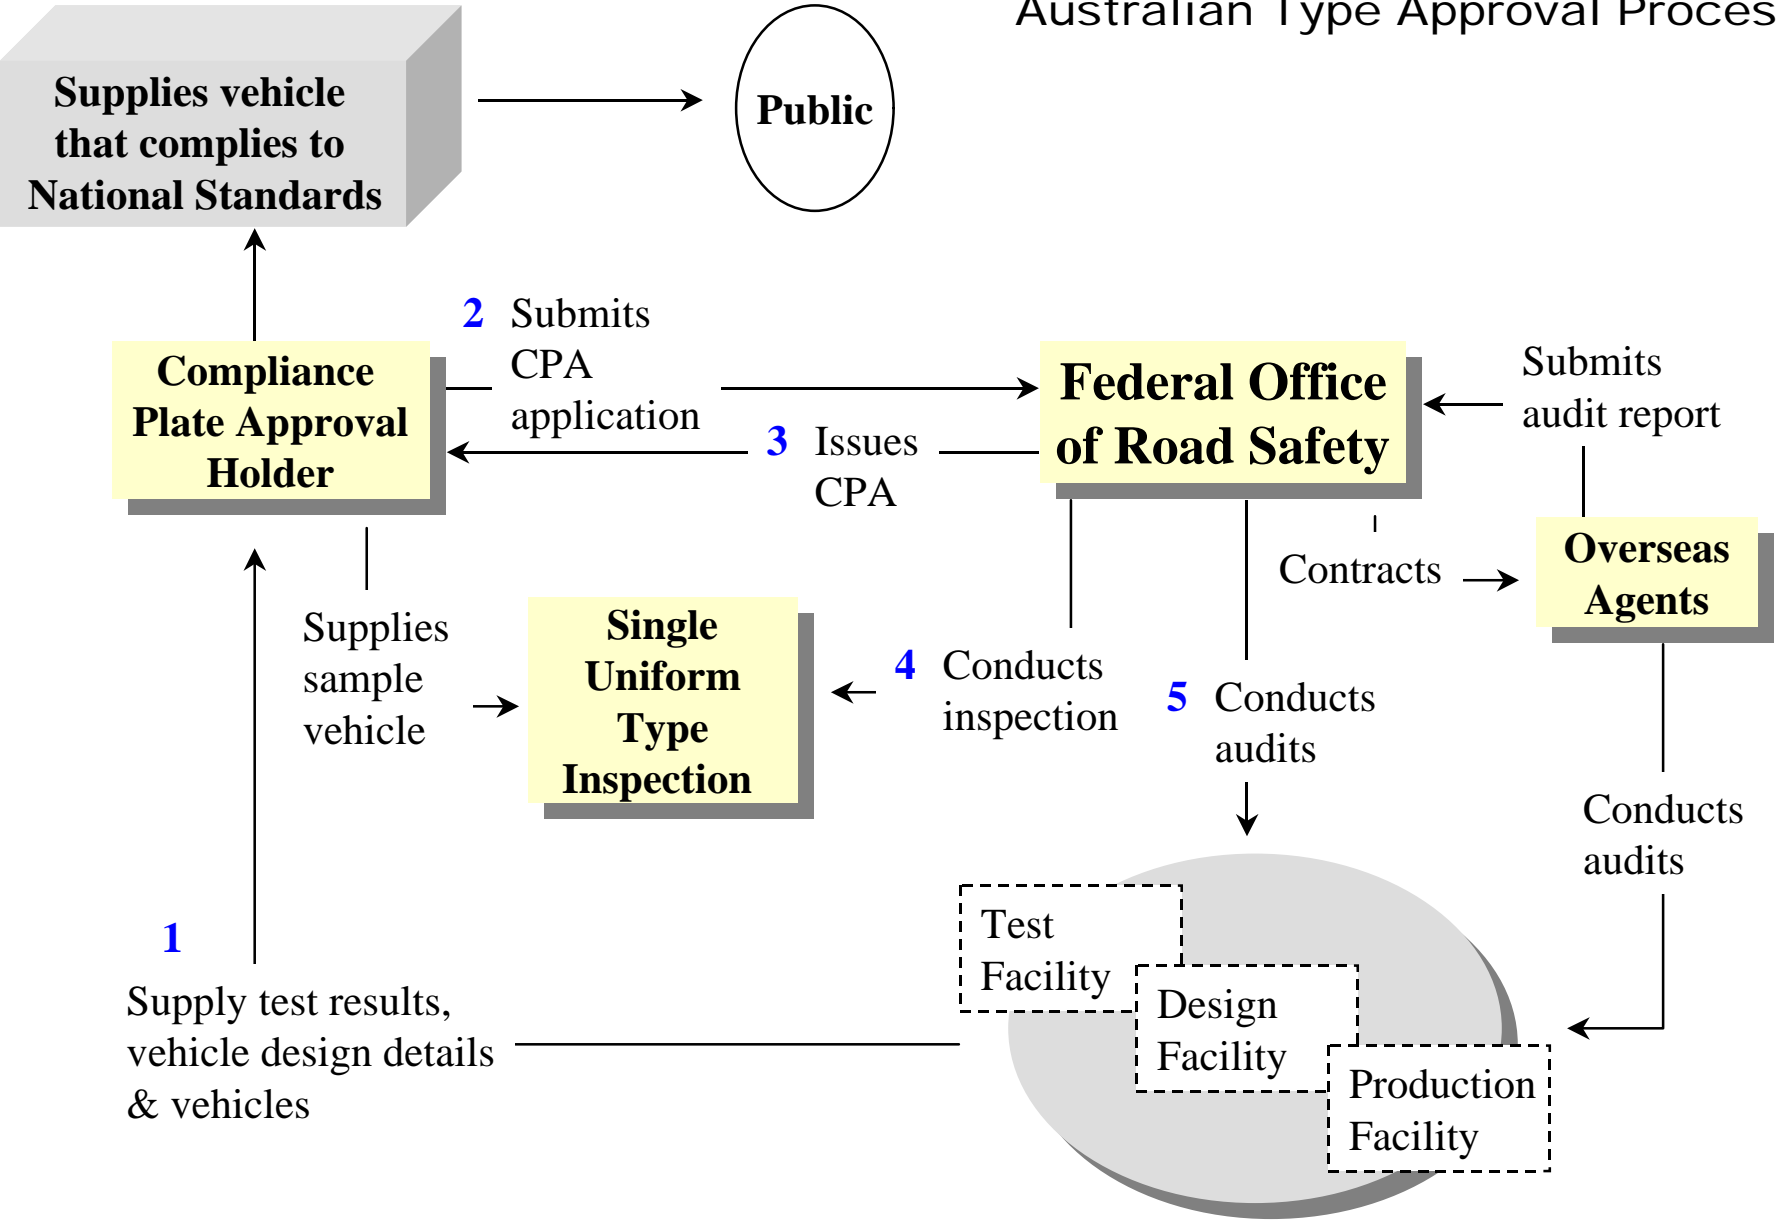 Australian Type Approval Proces
Supplies vehicle
that complies to
National Standards
Public
2 Submits
CPA
application
Compliance
Plate Approval
Holder
3 Issues
CPA
Federal Office
of Road Safety
Submits
audit report
Contracts
Overseas
Agents
Supplies
sample
vehicle
Single
Uniform
Type
Inspection
4 Conducts
inspection
5 Conducts
audits
Conducts
audits
1
Supply test results,
vehicle design details
& vehicles
Test
Facility
Design
Facility
Production
Facility